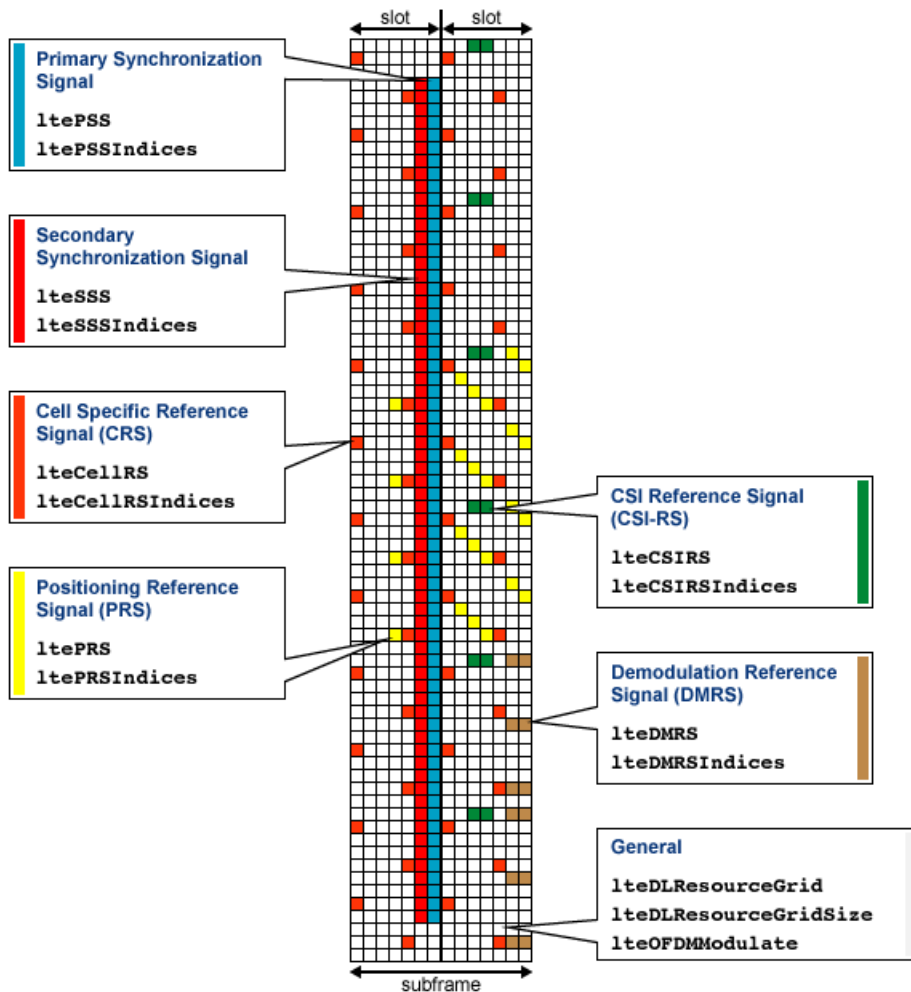 slot slot
Primary Synchronization
Signal
ltePSS
ltePSSIndices
Secondary
Synchronization Signal
lteSSS
lteSSSIndices
Cell Specific Reference
Signal (CRS)
lteCellRS
lteCellRSIndices
Positioning Reference
Signal (PRS)
ltePRS
ltePRSIndices
CSI Reference Signal
(CSI-RS)
lteCSIRS
lteCSIRSIndices
Demodulation Reference
Signal (DMRS)
lteDMRS
lteDMRSIndices
General
lteDLResourceGrid
lteDLResourceGridSize
lteOFDMModulate
subframe